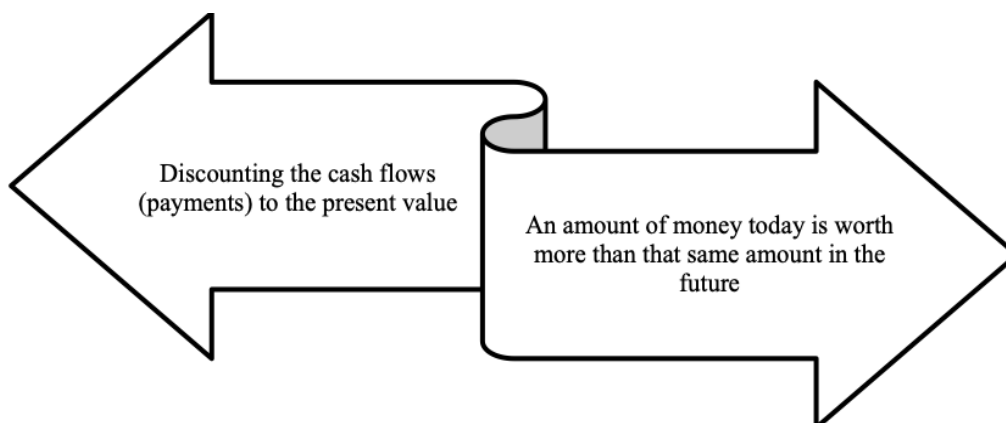 Discounting the cash flows
(payments) to the present value
An amount of money today is worth
more than that same amount in the
future